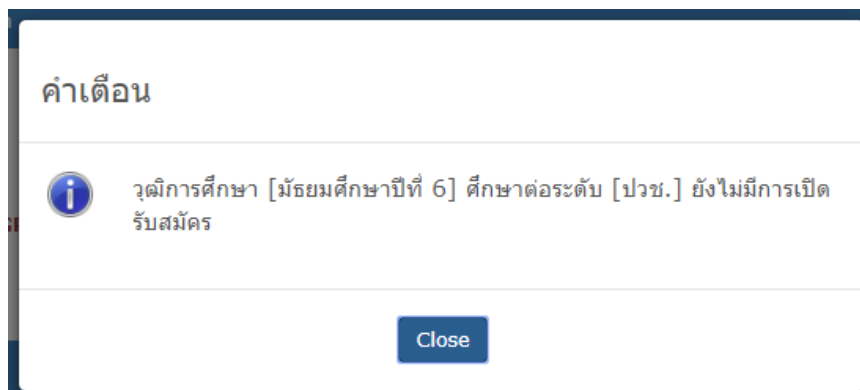 คำเตือน
วุฒิการศึกษา [มัธยมศึกษาปีที่ 6] ศึกษาต่อระดับ [ปวช.] ยังไม่มีการเปิด
รับสมัคร
Close